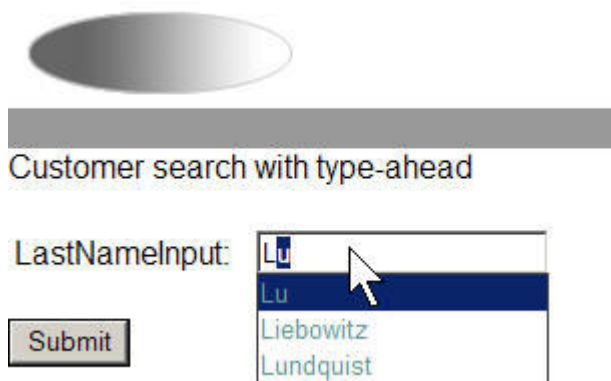 Customer search with type-ahead
LastNameInput: Lu
Lu
Liebowitz
Lundquist
Submit